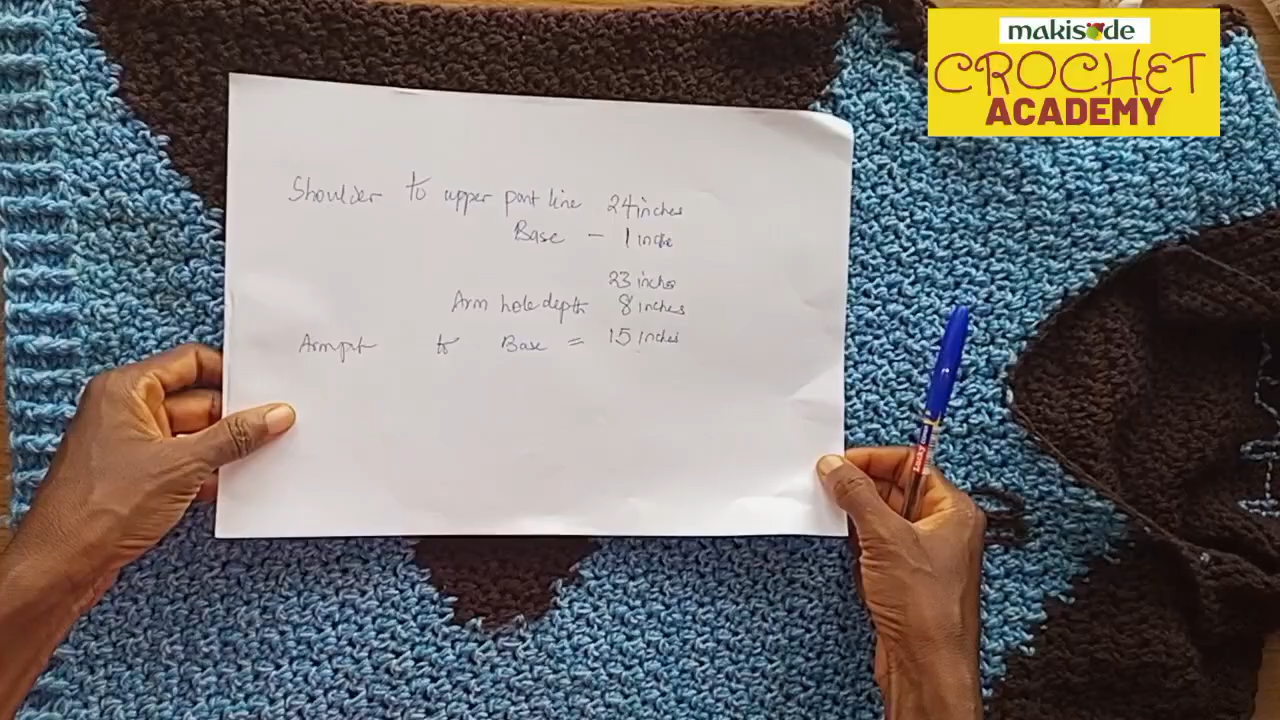 makisode
CROCHET
ACADEMY
Shoulder to upper pant line 24 inches
Base - 1 inche
23 inches
Arm hole depth 8 inches
Armpit to Base = 15 inches
Lucky